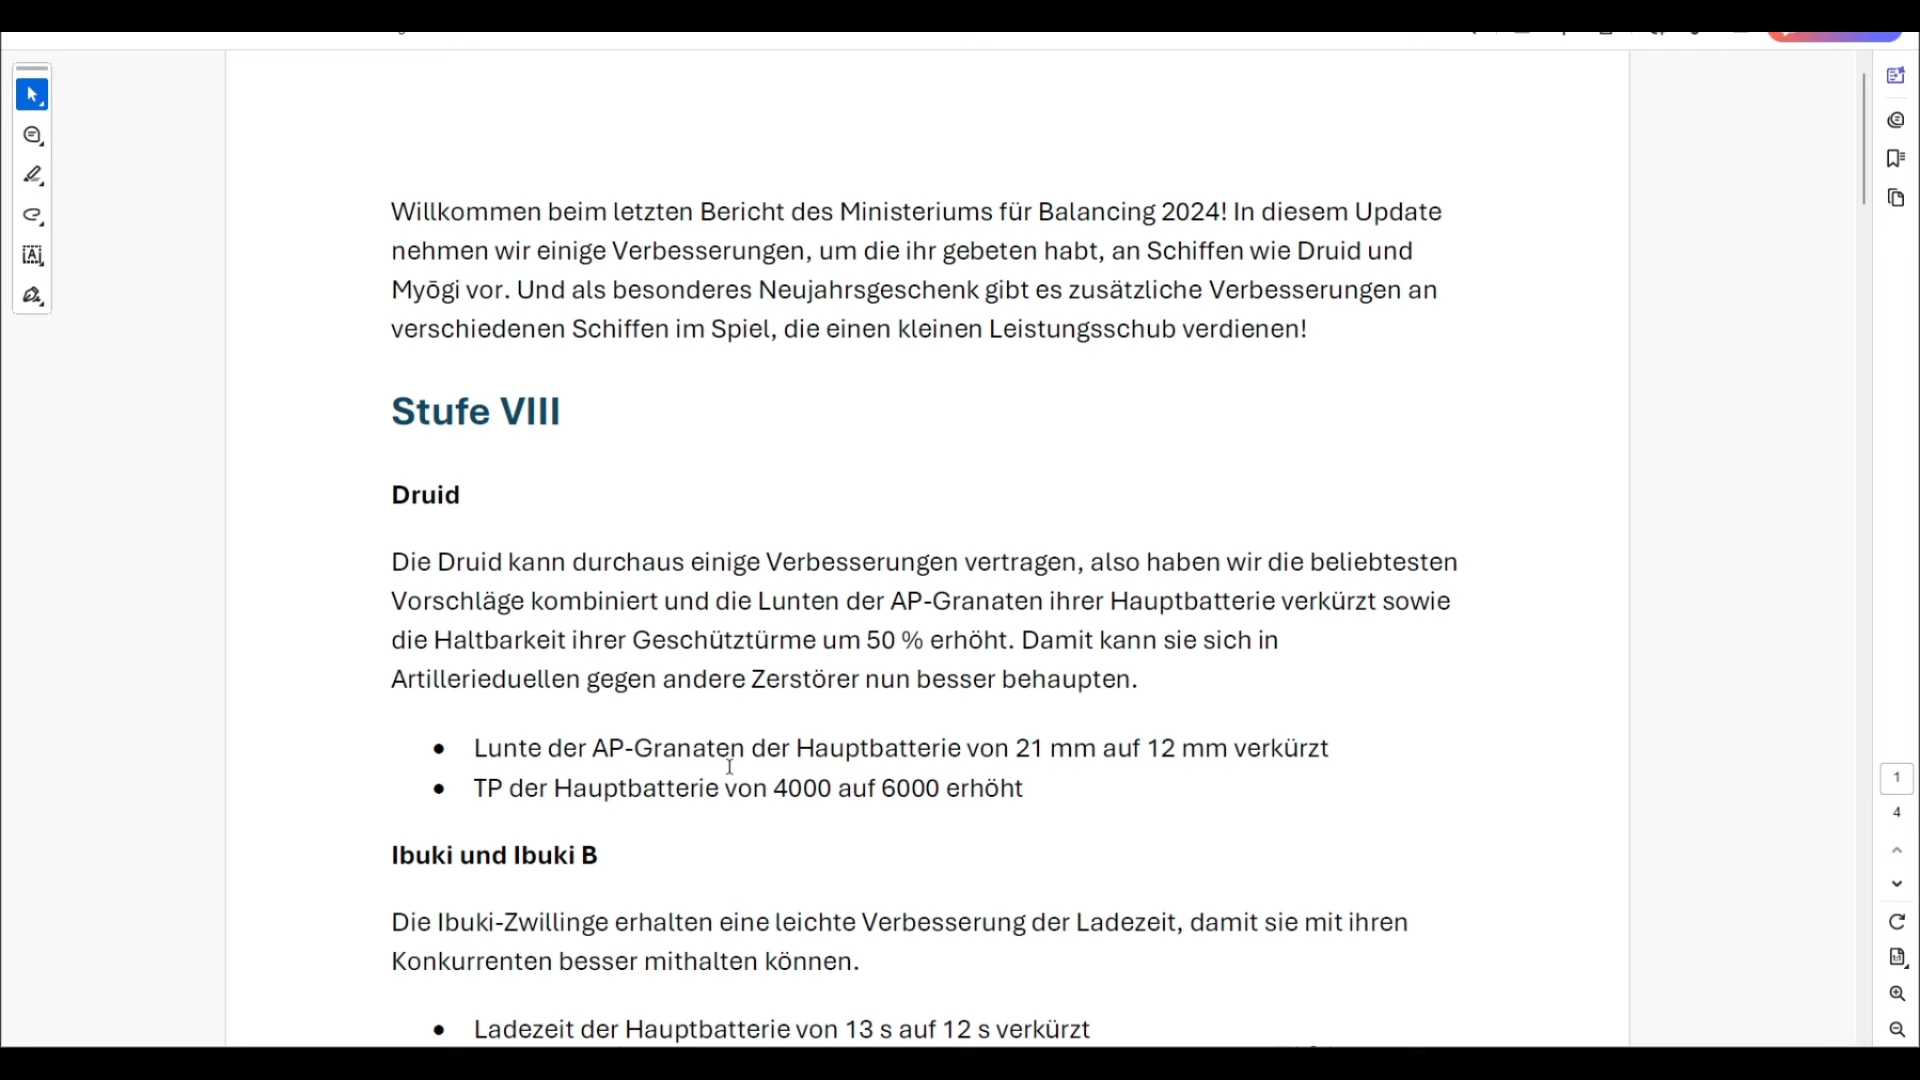 Willkommen beim letzten Bericht des Ministeriums für Balancing 2024! In diesem Update
nehmen wir einige Verbesserungen, um die ihr gebeten habt, an Schiffen wie Druid und
Myōgi vor. Und als besonderes Neujahrsgeschenk gibt es zusätzliche Verbesserungen an
verschiedenen Schiffen im Spiel, die einen kleinen Leistungsschub verdienen!
Stufe VIII
Druid
Die Druid kann durchaus einige Verbesserungen vertragen, also haben wir die beliebtesten
Vorschläge kombiniert und die Lunten der AP-Granaten ihrer Hauptbatterie verkürzt sowie
die Haltbarkeit ihrer Geschütztürme um 50 % erhöht. Damit kann sie sich in
Artillerieduellen gegen andere Zerstörer nun besser behaupten.
• Lunte der AP-Granaten der Hauptbatterie von 21 mm auf 12 mm verkürzt
• TP der Hauptbatterie von 4000 auf 6000 erhöht
Ibuki und Ibuki B
Die Ibuki-Zwillinge erhalten eine leichte Verbesserung der Ladezeit, damit sie mit ihren
Konkurrenten besser mithalten können.
• Ladezeit der Hauptbatterie von 13 s auf 12 s verkürzt
1
4